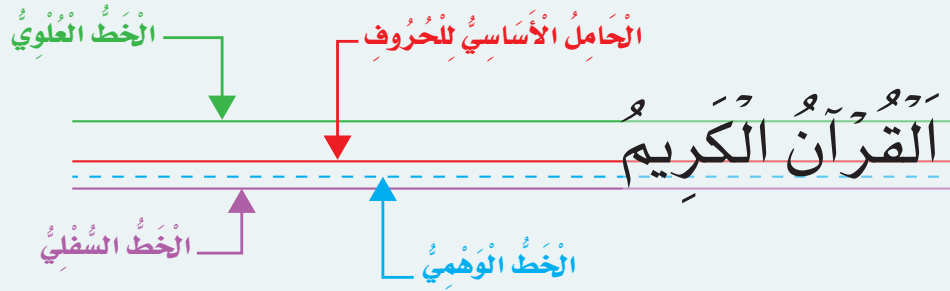 الْحَامِلُ الْأَسَاسِيُّ لِلْحُرُوفِ
الْخَطُّ الْعُلْوِيُّ
اَلْقُرْآنُ الْكَرِيمُ
الْخَطُّ الْوَهْمِيُّ
الْخَطُّ السُّفْلِيُّ